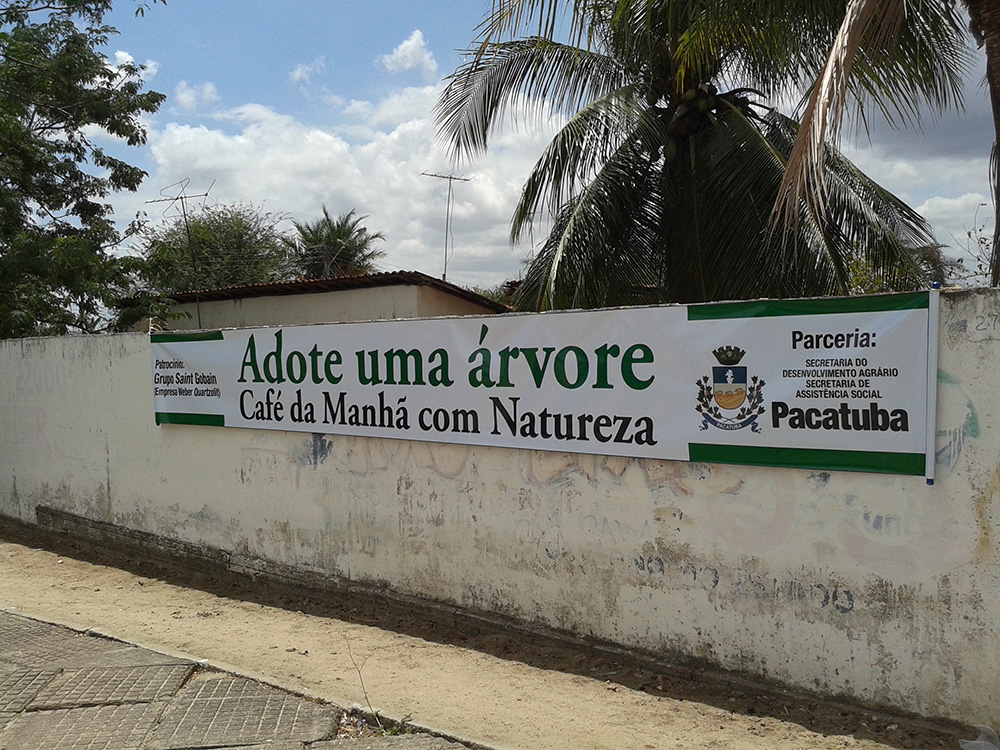 Patrocínio:
Grupo Saint Gobain
(Empresa Weber Quartzolit)
Adote uma árvore
Café da Manhã com Natureza
PACATUBA
Parceria:
SECRETARIA DO
DESENVOLVIMENTO AGRÁRIO
SECRETARIA DE
ASSISTÊNCIA SOCIAL
Pacatuba